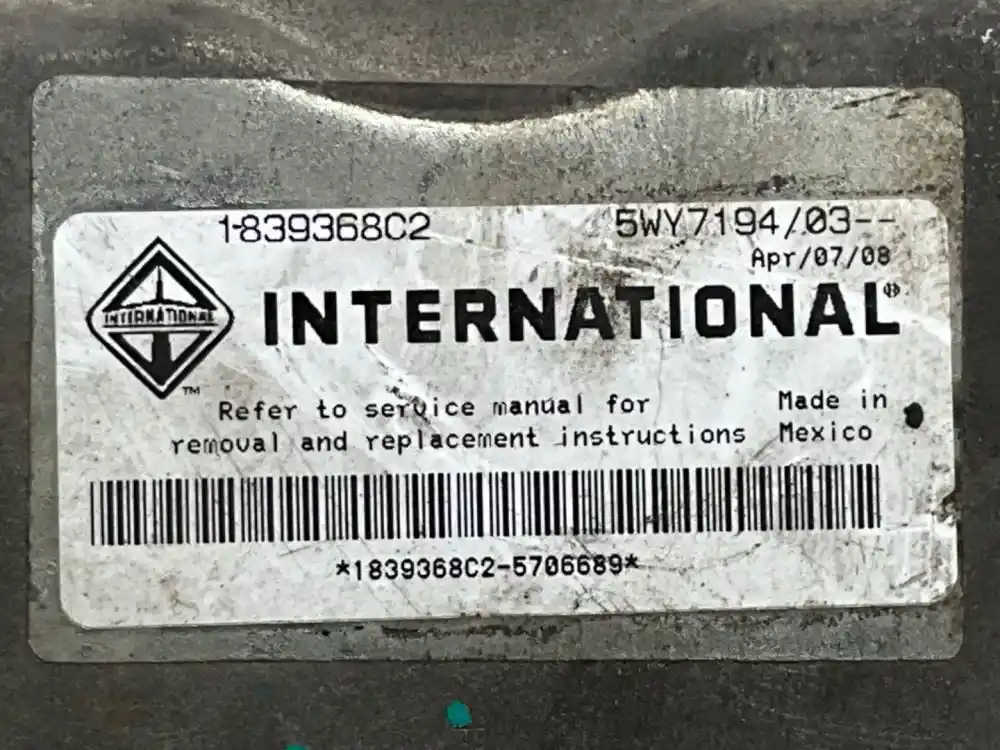 1839368C2 5WY7194/03--
Apr/07/08
INTERNATIONAL®
INTERNATIONAL
™
Refer to service manual for Made in
removal and replacement instructions Mexico
*1839368C2-5706689*